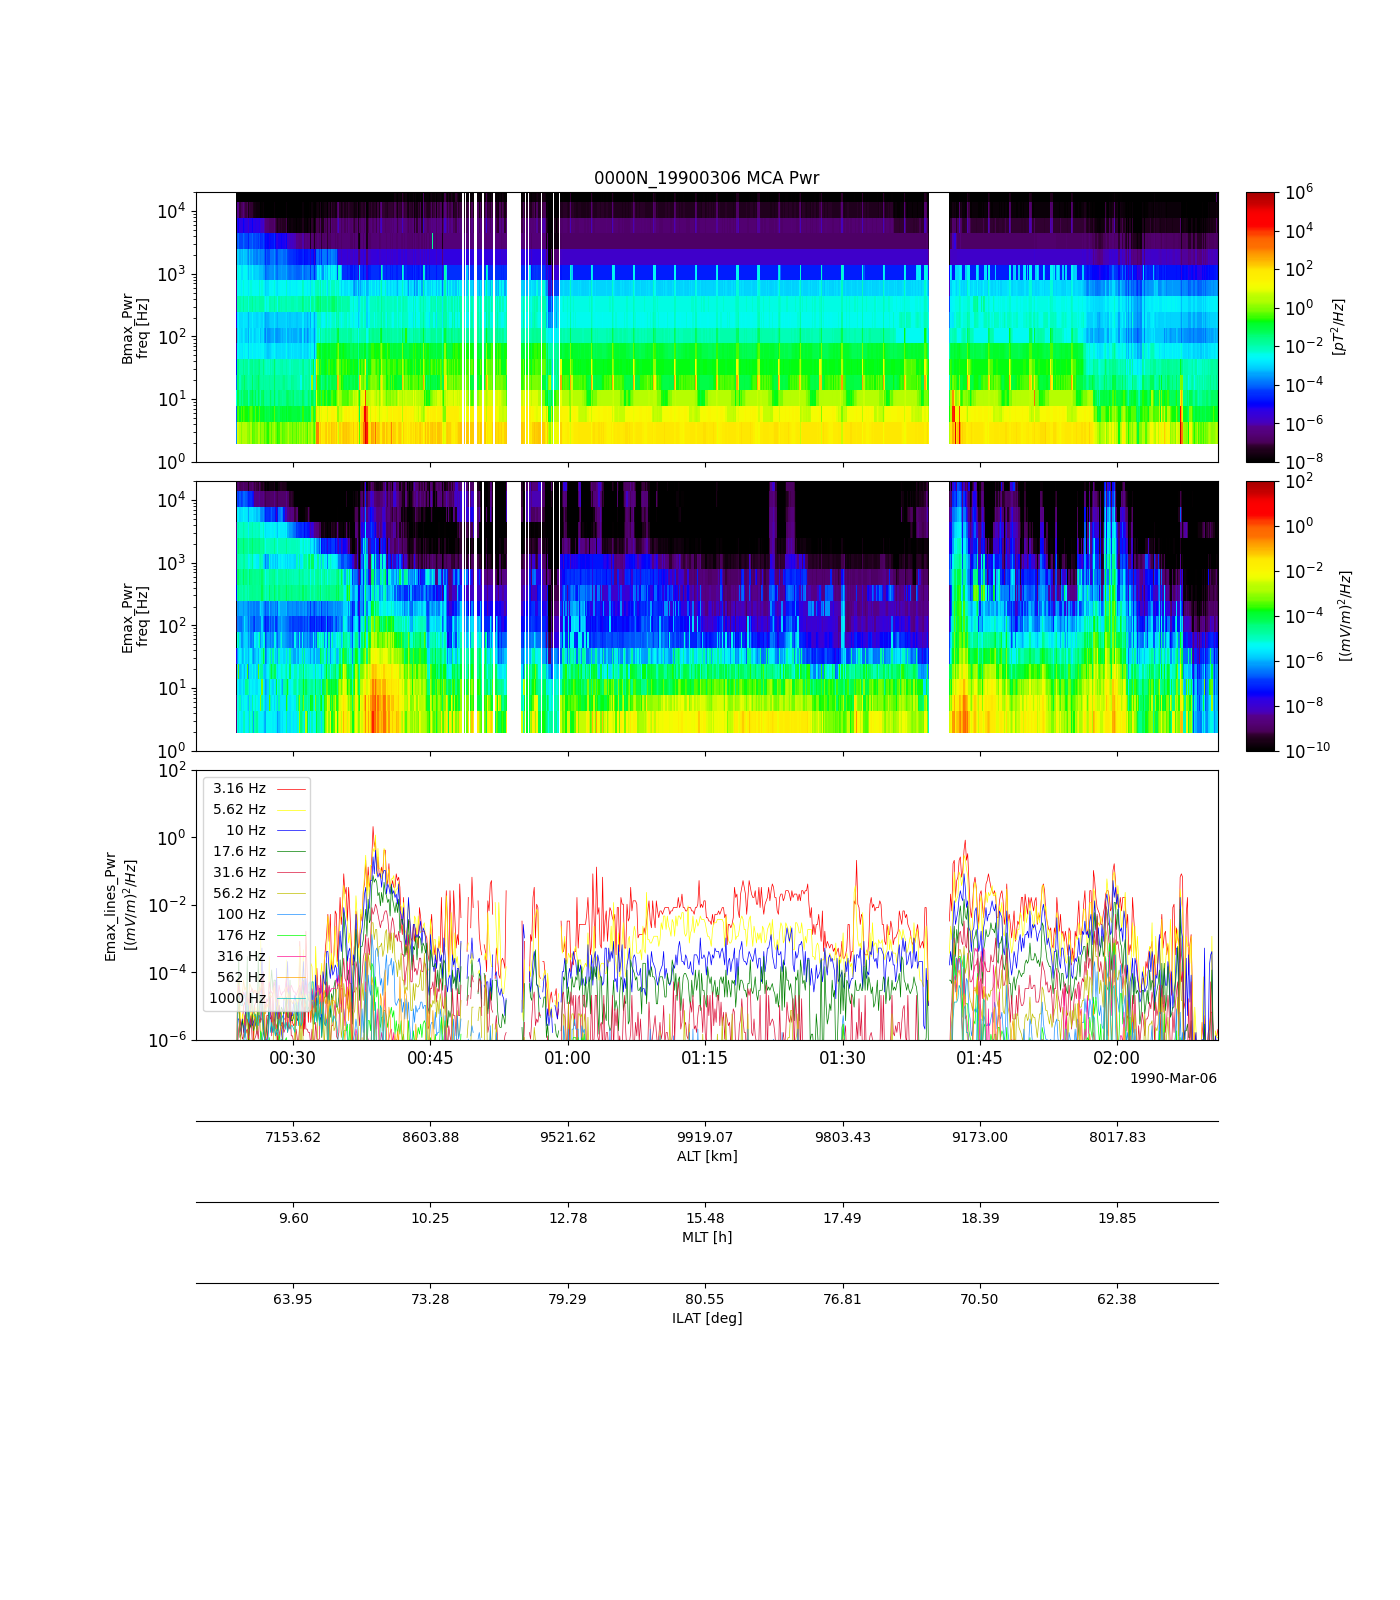 0000N_19900306 MCA Pwr
10^4
10^3
10^2
10^1
10^0
Bmax_Pwr
freq [Hz]
10^6
10^4
10^2
10^0
10^-2
10^-4
10^-6
10^-8
[pT^2/Hz]
10^4
10^3
10^2
10^1
10^0
Emax_Pwr
freq [Hz]
10^2
10^0
10^-2
10^-4
10^-6
10^-8
10^-10
[(mV/m)^2/Hz]
10^2
10^0
10^-2
10^-4
10^-6
Emax_lines_Pwr
[(mV/m)^2/Hz]
3.16 Hz
5.62 Hz
10 Hz
17.6 Hz
31.6 Hz
56.2 Hz
100 Hz
176 Hz
316 Hz
562 Hz
1000 Hz
00:30 00:45 01:00 01:15 01:30 01:45 02:00
1990-Mar-06
7153.62 8603.88 9521.62 9919.07 9803.43 9173.00 8017.83
ALT [km]
9.60 10.25 12.78 15.48 17.49 18.39 19.85
MLT [h]
63.95 73.28 79.29 80.55 76.81 70.50 62.38
ILAT [deg]